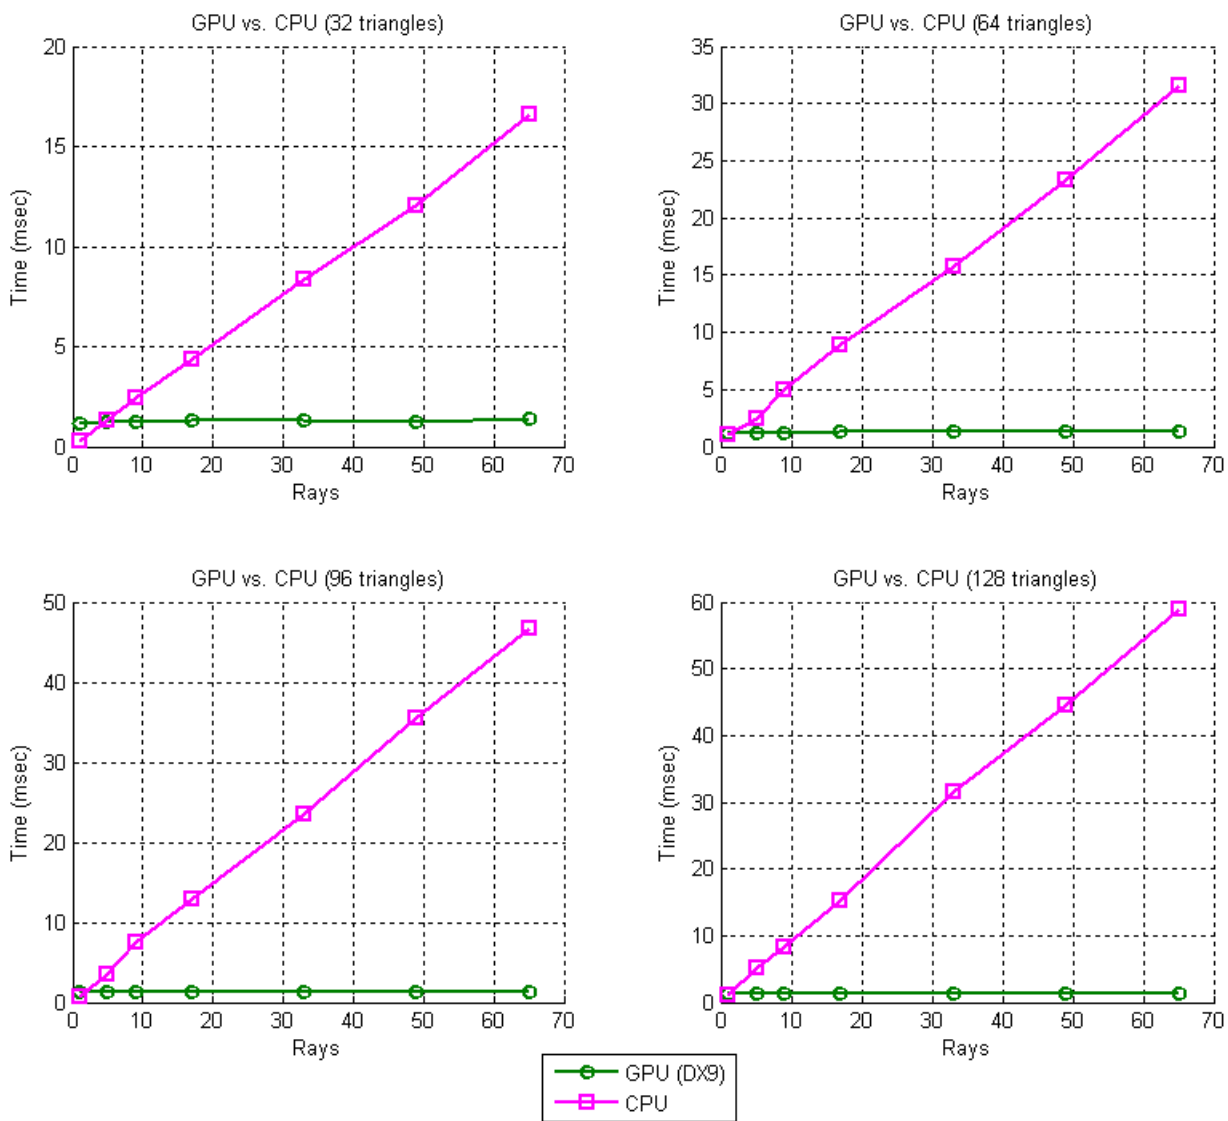 GPU vs. CPU (32 triangles)
20
15
10
5
0
Time (msec)
0 10 20 30 40 50 60 70
Rays
GPU vs. CPU (64 triangles)
35
30
25
20
15
10
5
0
Time (msec)
0 10 20 30 40 50 60 70
Rays
GPU vs. CPU (96 triangles)
50
40
30
20
10
0
Time (msec)
0 10 20 30 40 50 60 70
Rays
GPU vs. CPU (128 triangles)
60
50
40
30
20
10
0
Time (msec)
0 10 20 30 40 50 60 70
Rays
GPU (DX9)
CPU